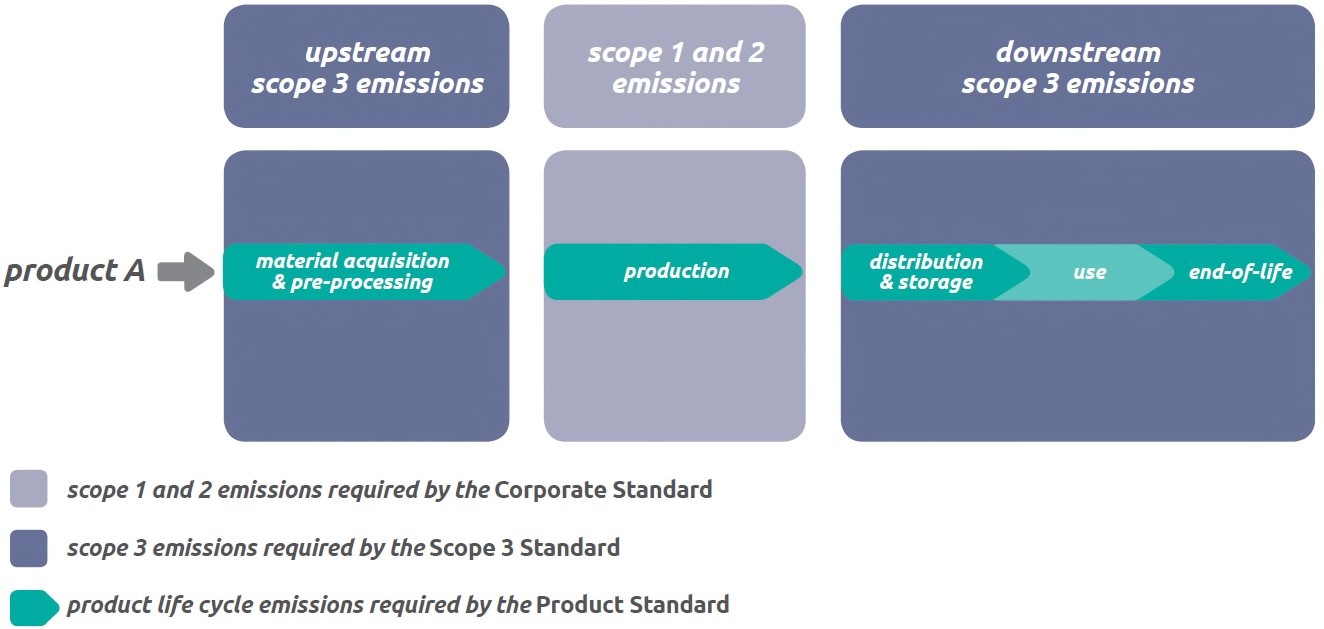 upstream
scope 3 emissions
scope 1 and 2
emissions
downstream
scope 3 emissions
product A
material acquisition
& pre-processing
production
distribution
& storage
use
end-of-life
scope 1 and 2 emissions required by the Corporate Standard
scope 3 emissions required by the Scope 3 Standard
product life cycle emissions required by the Product Standard